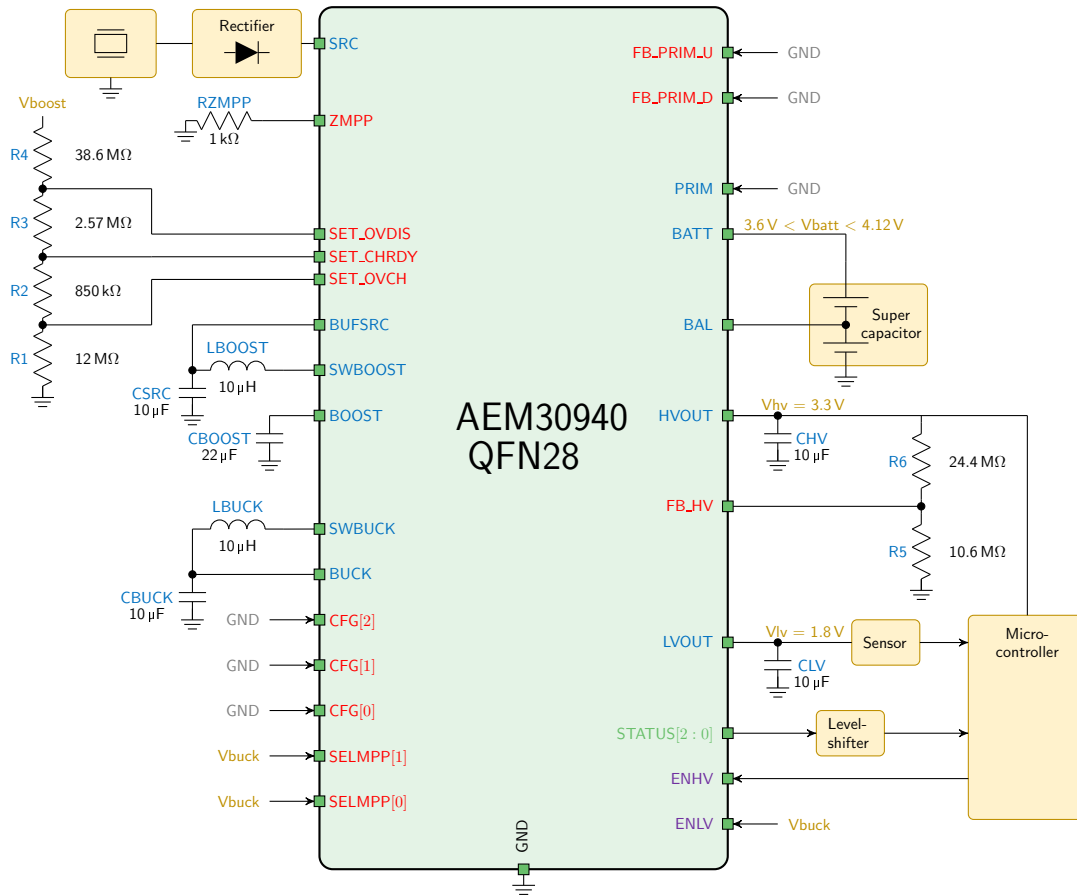 Rectifier
SRC
FB_PRIM_U
GND
FB_PRIM_D
GND
Vboost
RZMPP
1 kΩ
ZMPP
R4
38.6 MΩ
PRIM
GND
R3
2.57 MΩ
SET_OVDIS
BATT
3.6 V < Vbatt < 4.12 V
SET_CHRDY
SET_OVCH
R2
850 kΩ
Super
capacitor
BUFSRC
BAL
R1
12 MΩ
LBOOST
10 µH
SWBOOST
CSRC
10 µF
BOOST
CBOOST
22 µF
AEM30940
QFN28
HVOUT
Vhv = 3.3 V
CHV
10 µF
R6
24.4 MΩ
FB_HV
LBUCK
10 µH
SWBUCK
R5
10.6 MΩ
BUCK
CBUCK
10 µF
GND
CFG[2]
LVOUT
Vlv = 1.8 V
Sensor
Micro-
controller
GND
CFG[1]
CLV
10 µF
GND
CFG[0]
STATUS[2 : 0]
Level-
shifter
Vbuck
SELMPP[1]
ENHV
Vbuck
SELMPP[0]
ENLV
Vbuck
GND